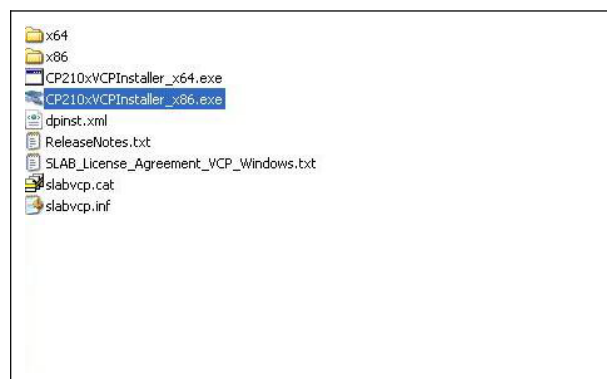 x64
x86
CP210xVCPInstaller_x64.exe
CP210xVCPInstaller_x86.exe
dpinst.xml
ReleaseNotes.txt
SLAB_License_Agreement_VCP_Windows.txt
slabvcp.cat
slabvcp.inf